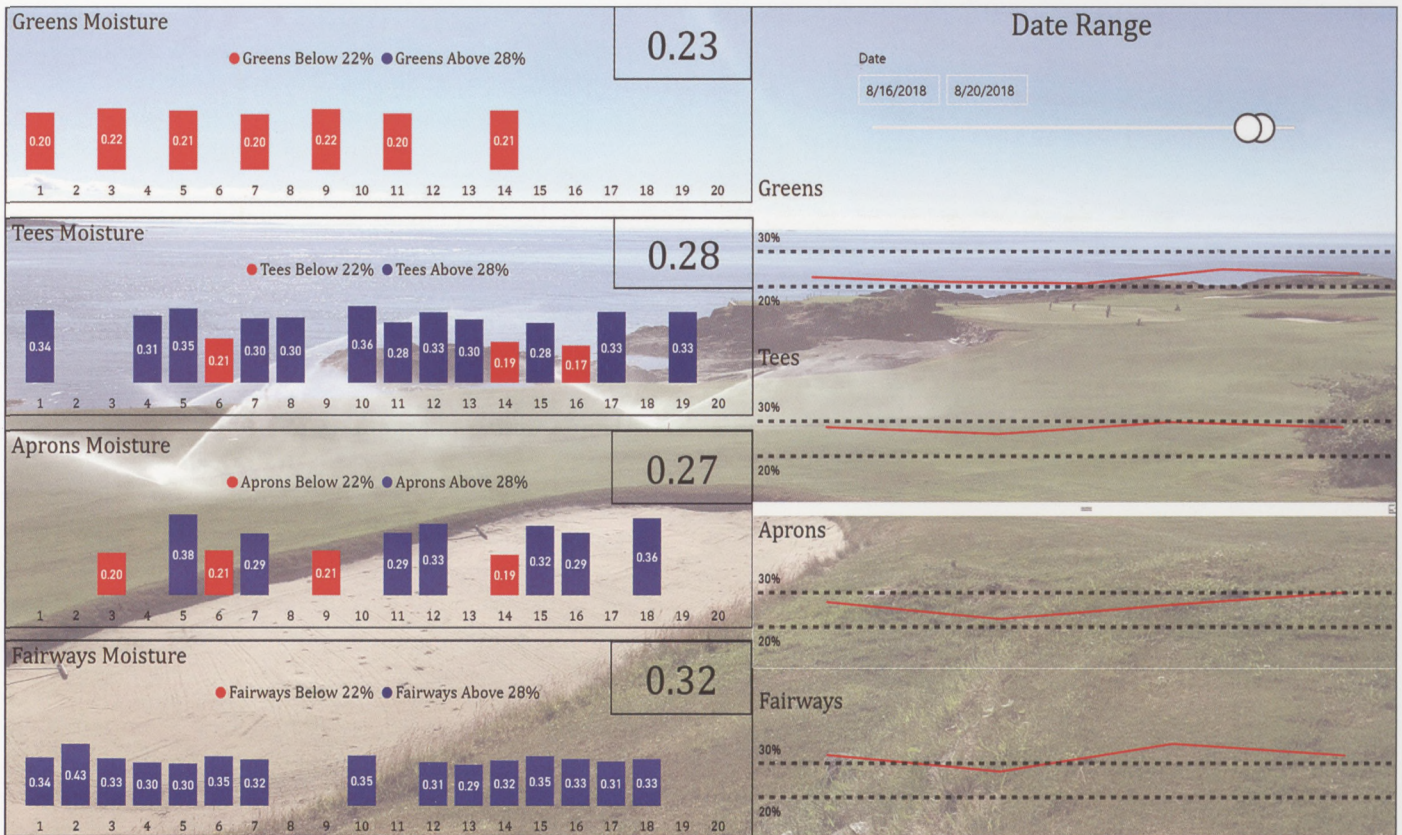 Greens Moisture
0.23
Greens Below 22% Greens Above 28%
0.20 0.22 0.21 0.20 0.22 0.20 0.21
1 2 3 4 5 6 7 8 9 10 11 12 13 14 15 16 17 18 19 20
Tees Moisture
0.28
Tees Below 22% Tees Above 28%
0.34 0.31 0.35 0.21 0.30 0.30 0.36 0.28 0.33 0.30 0.19 0.28 0.17 0.33 0.33
1 2 3 4 5 6 7 8 9 10 11 12 13 14 15 16 17 18 19 20
Aprons Moisture
0.27
Aprons Below 22% Aprons Above 28%
0.20 0.38 0.21 0.29 0.21 0.29 0.33 0.19 0.32 0.29 0.36
1 2 3 4 5 6 7 8 9 10 11 12 13 14 15 16 17 18 19 20
Fairways Moisture
0.32
Fairways Below 22% Fairways Above 28%
0.34 0.43 0.33 0.30 0.30 0.35 0.32 0.35 0.31 0.29 0.32 0.35 0.33 0.31 0.33
1 2 3 4 5 6 7 8 9 10 11 12 13 14 15 16 17 18 19 20
Date Range
Date
8/16/2018 8/20/2018
Greens
30%
20%
Tees
30%
20%
Aprons
30%
20%
Fairways
30%
20%